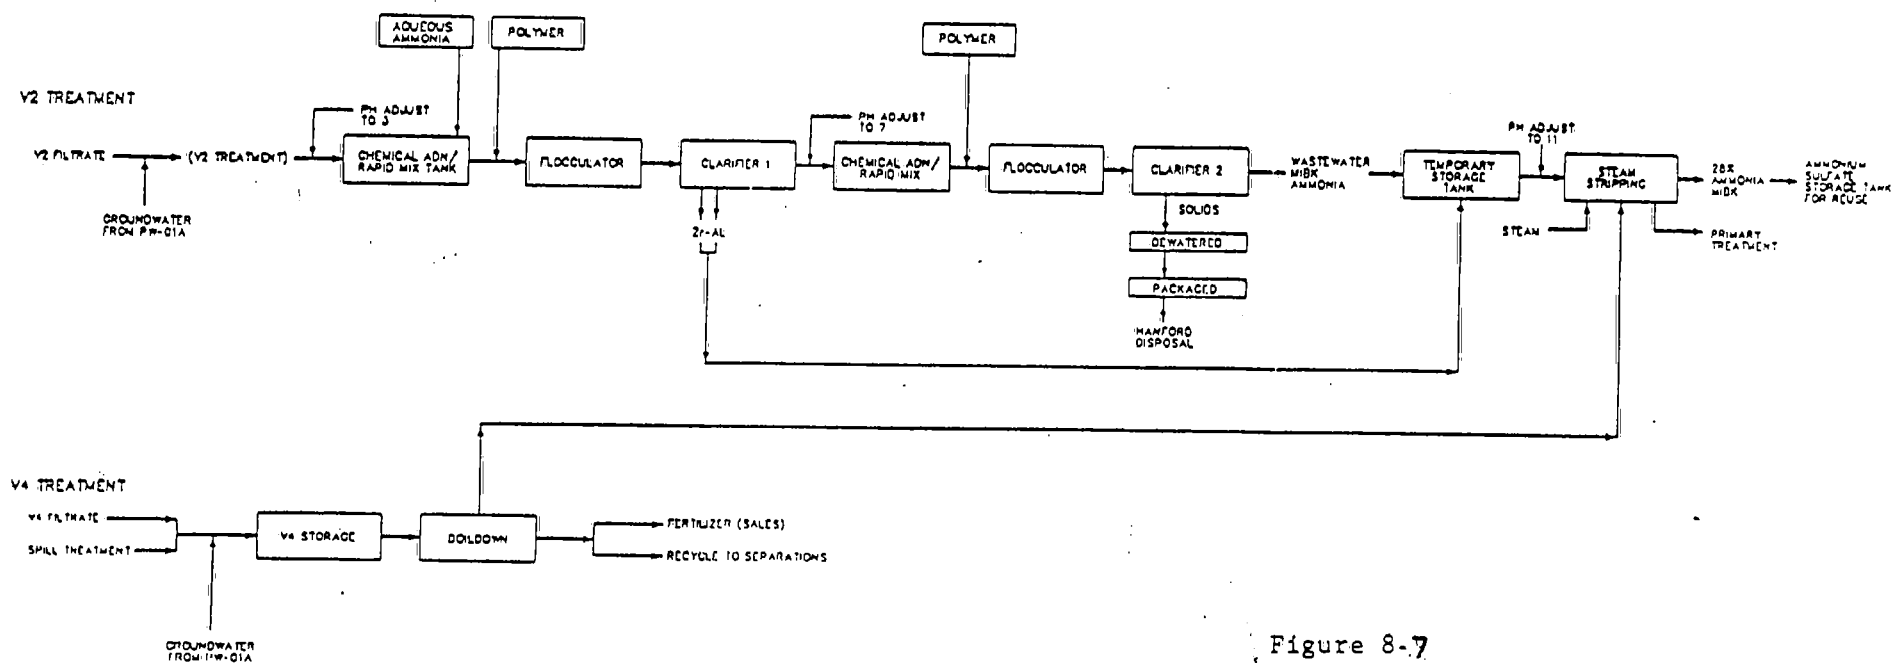 AQUEOUS
AMMONIA
POLYMER
POLYMER
V2 TREATMENT
PH ADJUST
TO 3
PH ADJUST
TO 7
PH ADJUST
TO 11
V2 FILTRATE
(V2 TREATMENT)
CHEMICAL ADN/
RAPID MIX TANK
FLOCCULATOR
CLARIFIER 1
CHEMICAL ADN/
RAPID MIX
FLOCCULATOR
CLARIFIER 2
WASTEWATER
MIBK
AMMONIA
TEMPORARY
STORAGE
TANK
STEAM
STRIPPING
28%
AMMONIA
MIBK
AMMONIUM
SULFATE
STORAGE TANK
FOR REUSE
GROUNDWATER
FROM PW-01A
SOLIDS
STEAM
PRIMARY
TREATMENT
DEWATERED
PACKAGED
HANFORD
DISPOSAL
V4 TREATMENT
V4 FILTRATE
SPILL TREATMENT
V4 STORAGE
BOILDOWN
FERTILIZER (SALES)
RECYCLE TO SEPARATIONS
GROUNDWATER
FROM PW-01A
Figure 8-7